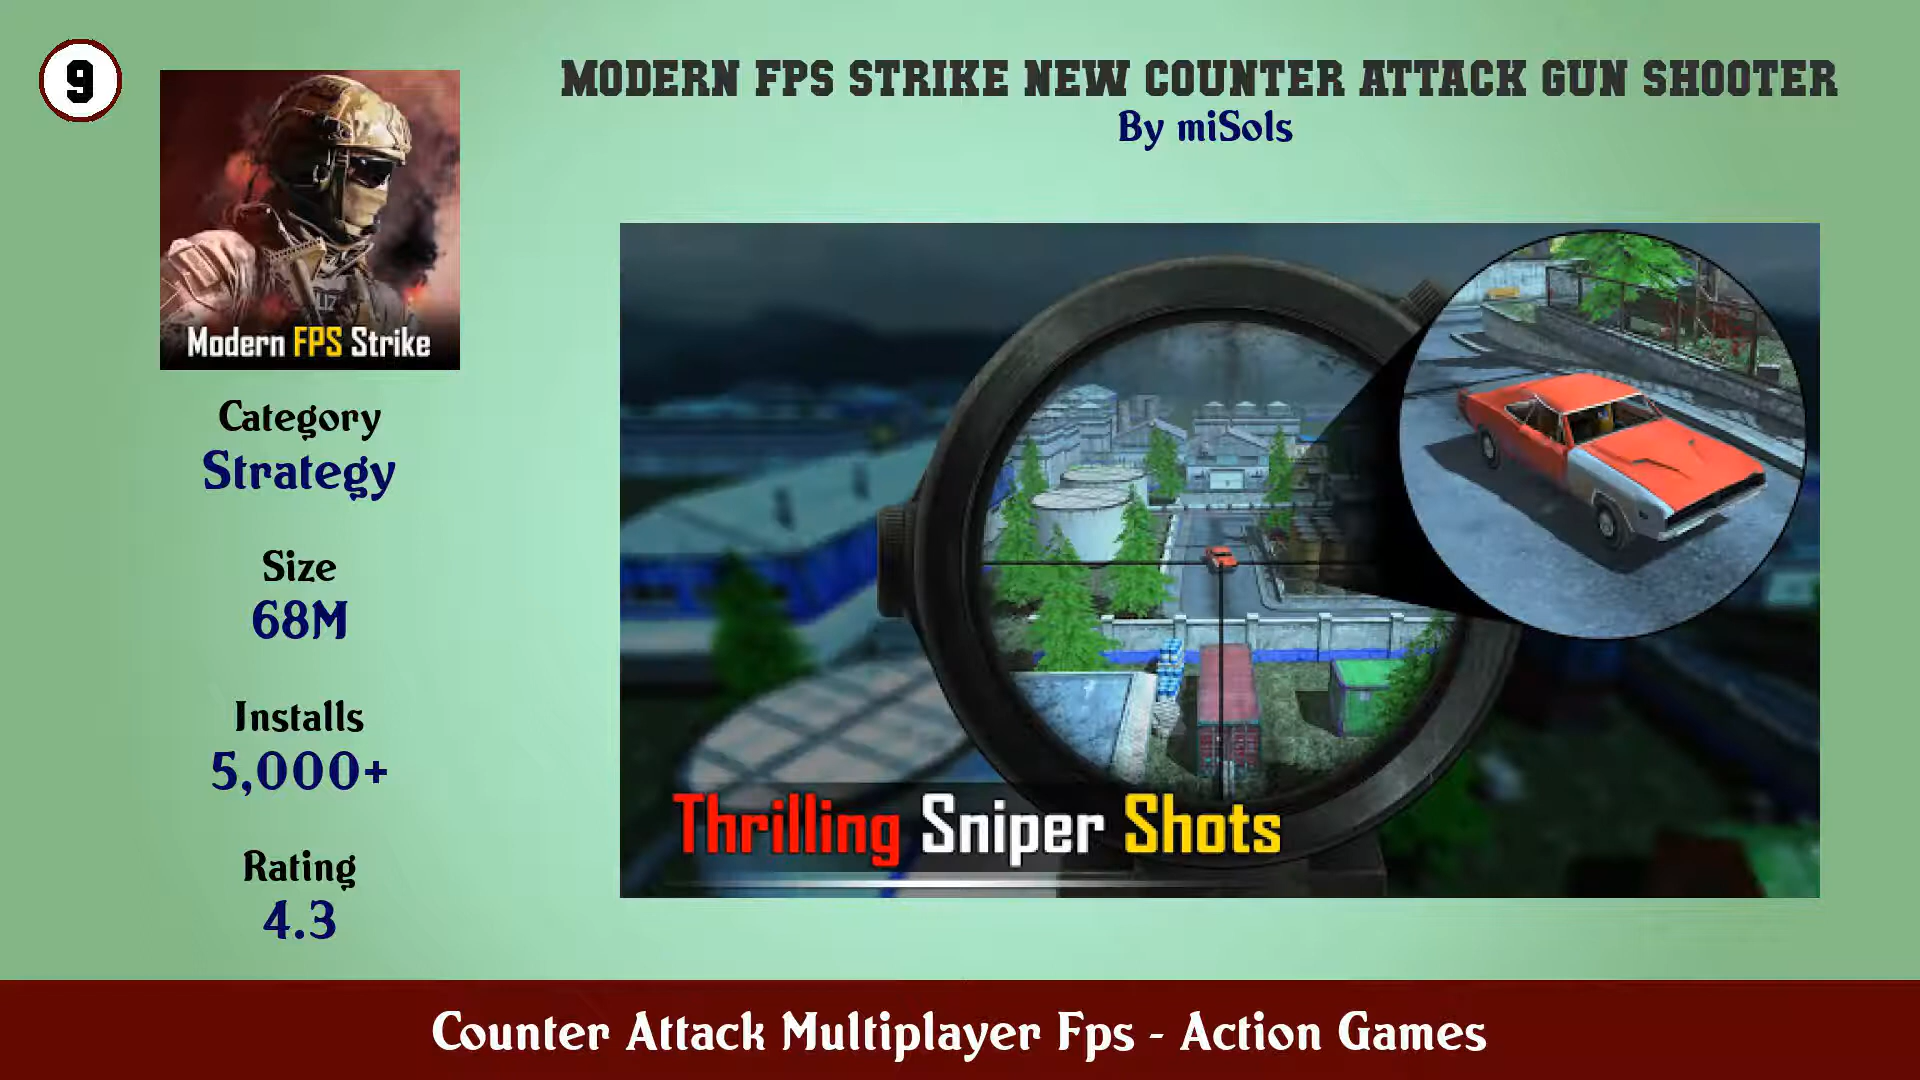 9
MODERN FPS STRIKE NEW COUNTER ATTACK GUN SHOOTER
By miSols
Modern FPS Strike
Category
Strategy
Size
68M
Installs
5,000+
Rating
4.3
Thrilling Sniper Shots
Counter Attack Multiplayer Fps - Action Games